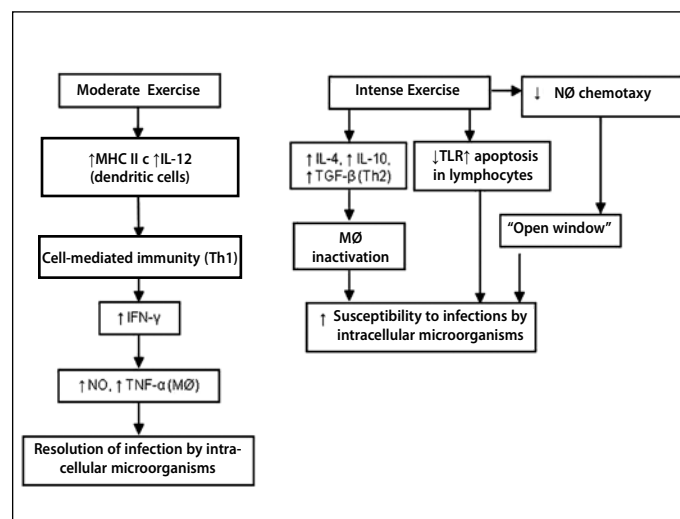 Moderate Exercise
↑MHC II c ↑IL-12
(dendritic cells)
Cell-mediated immunity (Th1)
↑IFN-γ
↑NO, ↑TNF-α (MØ)
Resolution of infection by intra-
cellular microorganisms
Intense Exercise
↓ NØ chemotaxy
↑IL-4, ↑IL-10,
↑TGF-β (Th2)
↓TLR↑ apoptosis
in lymphocytes
MØ
inactivation
"Open window"
↑ Susceptibility to infections by
intracellular microorganisms